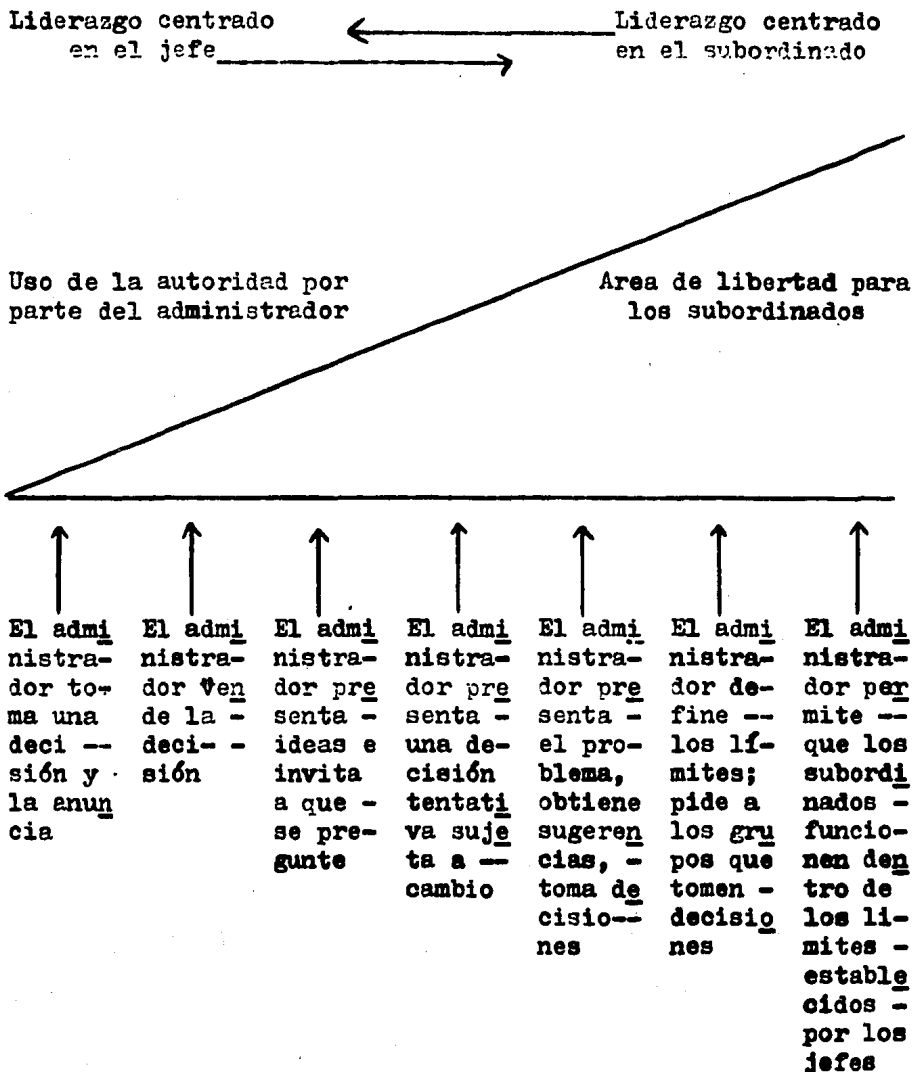 Liderazgo centrado
en el jefe
Liderazgo centrado
en el subordinado
Uso de la autoridad por
parte del administrador
Area de libertad para
los subordinados
El admi
nistra-
dor to-
ma una
deci --
sión y
la anun
cia
El admi
nistra-
dor ven
de la -
deci- -
sión
El admi
nistra-
dor pre
senta -
ideas e
invita
a que -
se pre-
gunte
El admi
nistra-
dor pre
senta -
una de-
cisión
tentati
va suje
ta a --
cambio
El admi
nistra-
dor pre
senta -
el pro-
blema,
obtiene
sugeren
cias, -
toma de
cisio--
nes
El admi
nistra-
dor de-
fine --
los lí-
mites;
pide a
los gru
pos que
tomen -
decisio
nes
El admi
nistra-
dor per
mite --
que los
subordi
nados -
funcio-
nen den
tro de
los li-
mites -
estable
cidos -
por los
jefes